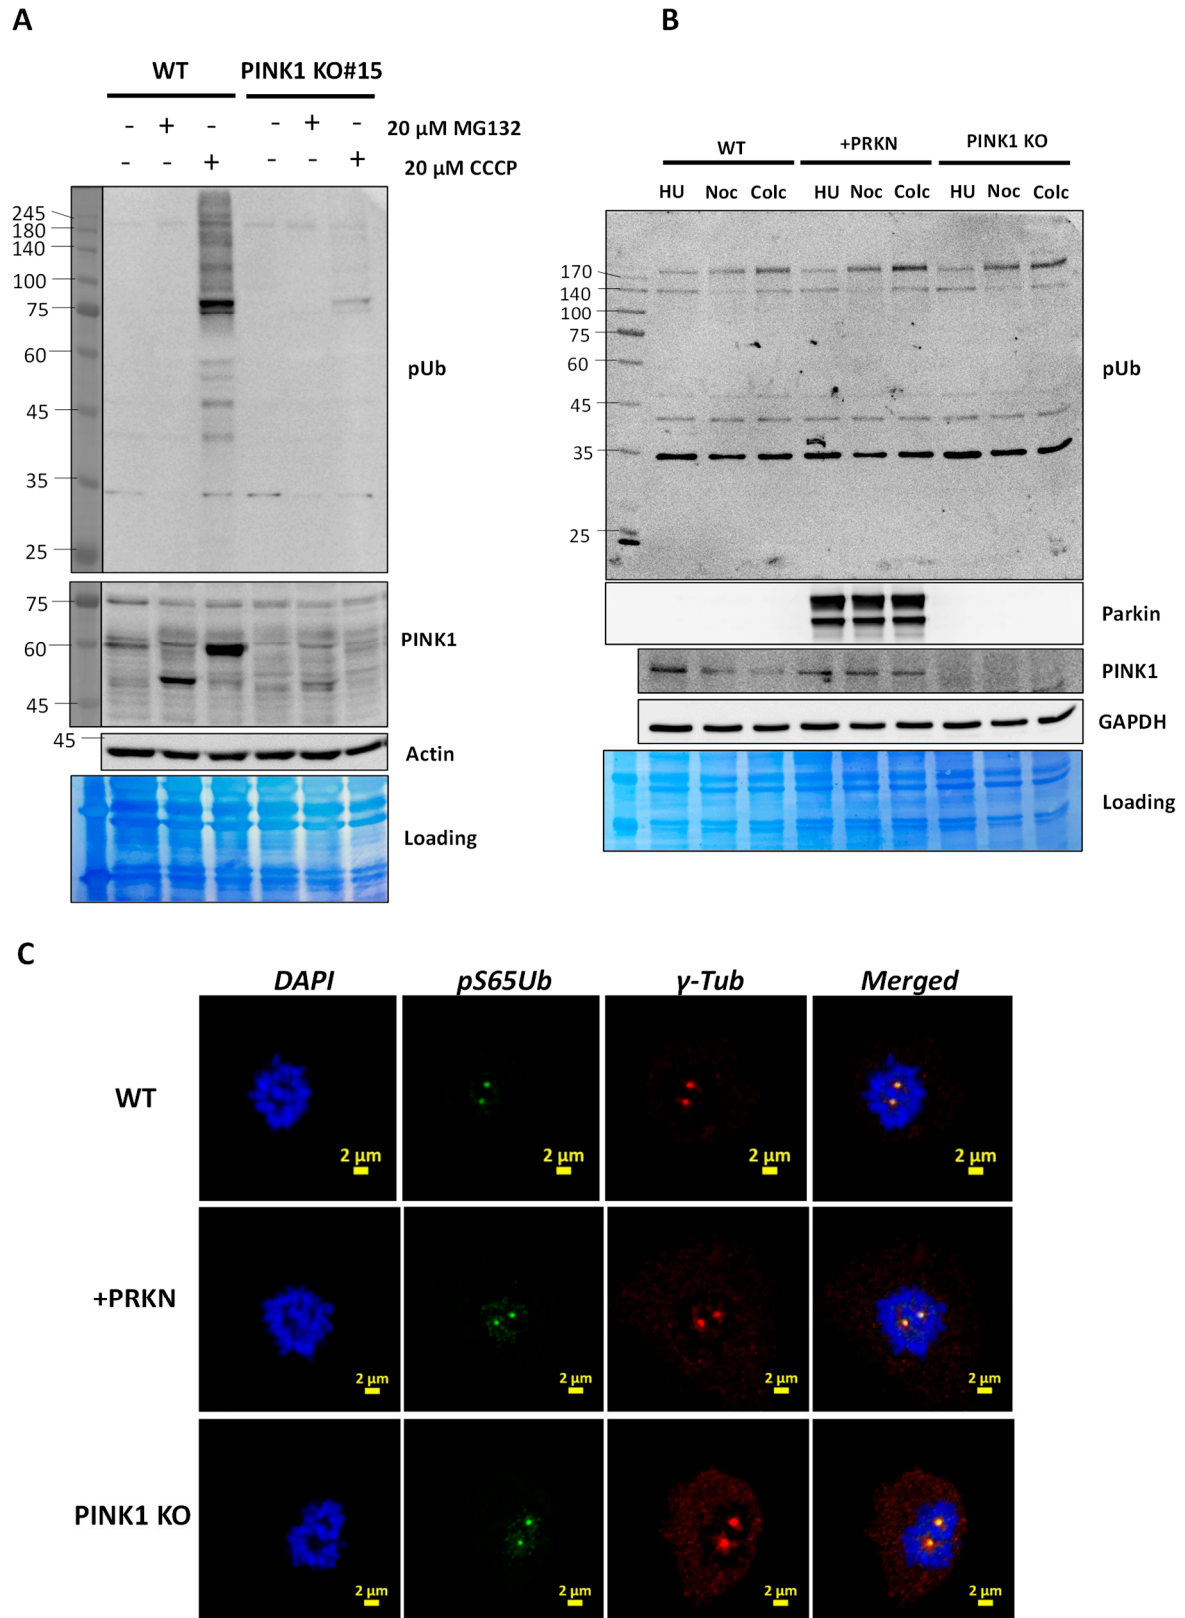 A
WT PINK1 KO#15
- + - - + - 20 µM MG132
- - + - - + 20 µM CCCP
245
180
140
100
75
60
45
35
25
pUb
75
60
45
PINK1
45
Actin
Loading
B
WT +PRKN PINK1 KO
HU Noc Colc HU Noc Colc HU Noc Colc
170
140
100
75
60
45
35
25
pUb
Parkin
PINK1
GAPDH
Loading
C
DAPI pS65Ub γ-Tub Merged
WT
2 µm 2 µm 2 µm 2 µm
+PRKN
2 µm 2 µm 2 µm 2 µm
PINK1 KO
2 µm 2 µm 2 µm 2 µm